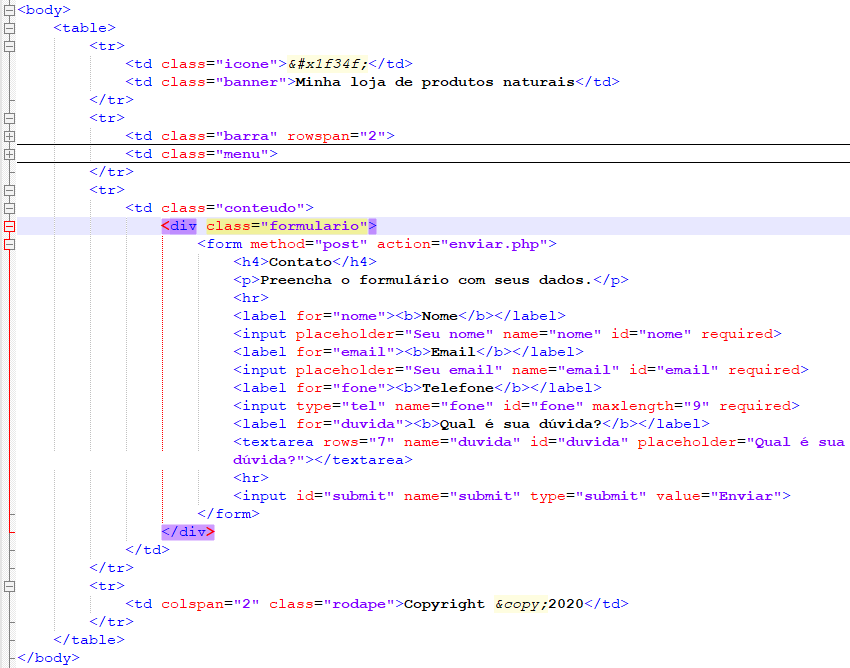 <body>
<table>
<tr>
<td class="icone">&#x1f34f;</td>
<td class="banner">Minha loja de produtos naturais</td>
</tr>
<tr>
<td class="barra" rowspan="2">
<td class="menu">
</tr>
<tr>
<td class="conteudo">
<div class="formulario">
<form method="post" action="enviar.php">
<h4>Contato</h4>
<p>Preencha o formulário com seus dados.</p>
<hr>
<label for="nome"><b>Nome</b></label>
<input placeholder="Seu nome" name="nome" id="nome" required>
<label for="email"><b>Email</b></label>
<input placeholder="Seu email" name="email" id="email" required>
<label for="fone"><b>Telefone</b></label>
<input type="tel" name="fone" id="fone" maxlength="9" required>
<label for="duvida"><b>Qual é sua dúvida?</b></label>
<textarea rows="7" name="duvida" id="duvida" placeholder="Qual é sua
dúvida?"></textarea>
<hr>
<input id="submit" name="submit" type="submit" value="Enviar">
</form>
</div>
</td>
</tr>
<tr>
<td colspan="2" class="rodape">Copyright &copy;2020</td>
</tr>
</table>
</body>